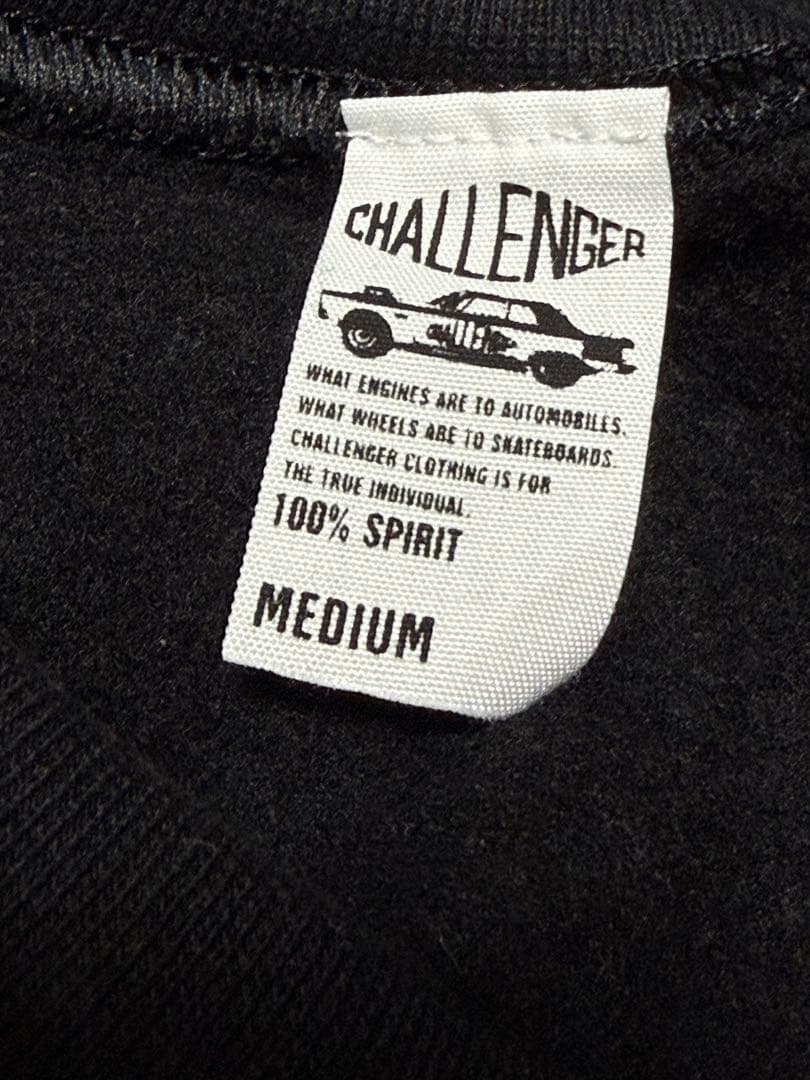 CHALLENGER
WHAT ENGINES ARE TO AUTOMOBILES.
WHAT WHEELS ARE TO SKATEBOARDS.
CHALLENGER CLOTHING IS FOR
THE TRUE INDIVIDUAL.
100% SPIRIT
MEDIUM